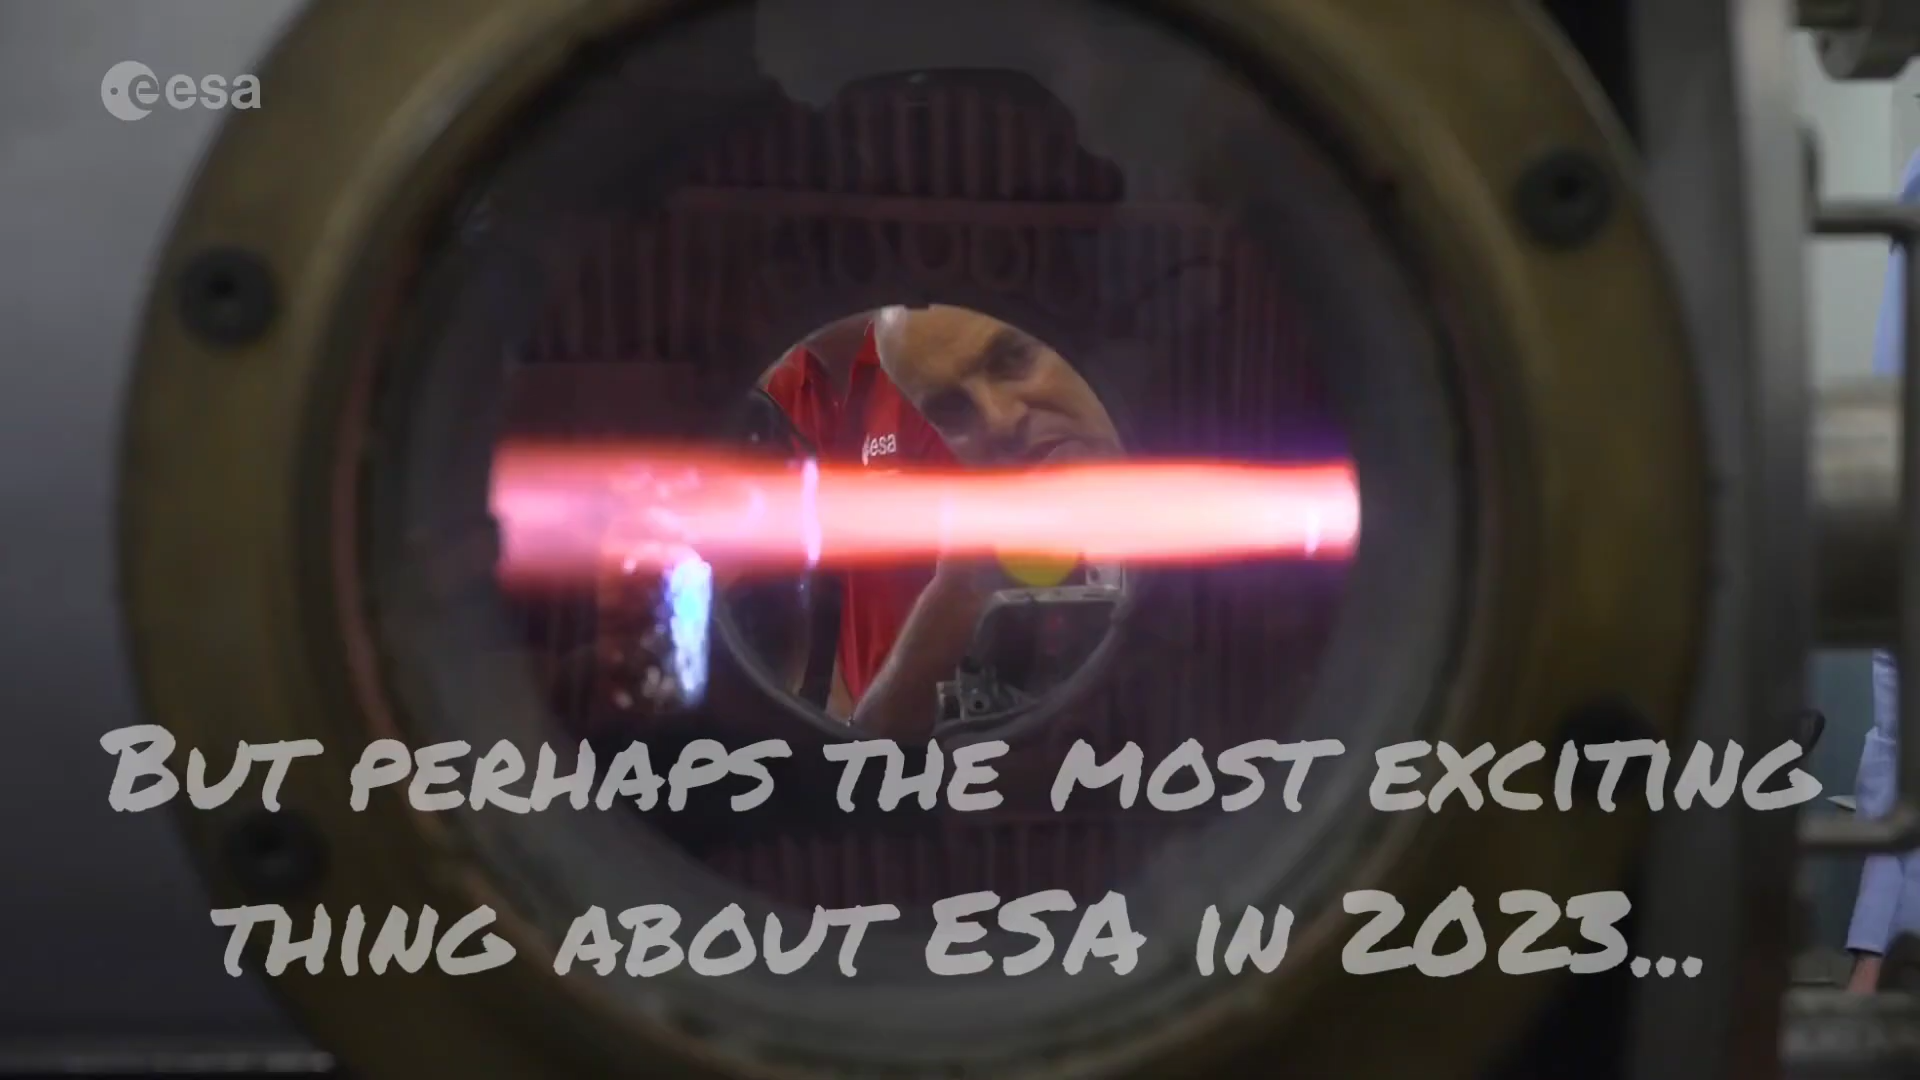 esa
esa
But perhaps the most exciting
thing about ESA in 2023...